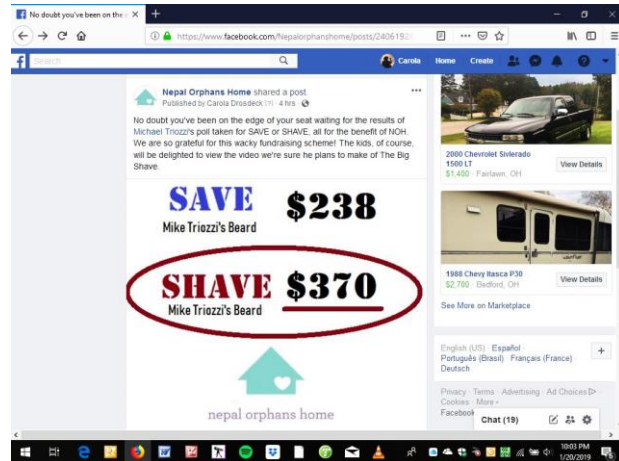 No doubt you've been on the e
https://www.facebook.com/Nepalorphanshome/posts/2406192
Search
Carola
Home
Create
Nepal Orphans Home shared a post
Published by Carola Drosdeck [?] · 4 hrs ·
No doubt you've been on the edge of your seat waiting for the results of
Michael Triozzi's poll taken for SAVE or SHAVE, all for the benefit of NOH.
We are so grateful for this wacky fundraising scheme! The kids, of course,
will be delighted to view the video we're sure he plans to make of The Big
Shave.
SAVE $238
Mike Triozzi's Beard
SHAVE $370
Mike Triozzi's Beard
nepal orphans home
2000 Chevrolet Silverado
1500 LT
$1,400 · Fairlawn, OH
View Details
1988 Chevy Itasca P30
$2,700 · Bedford, OH
View Details
See More on Marketplace
English (US) · Español ·
Português (Brasil) · Français (France) ·
Deutsch
Privacy · Terms · Advertising · Ad Choices
Cookies · More
Facebook
Chat (19)
10:03 PM
1/20/2019